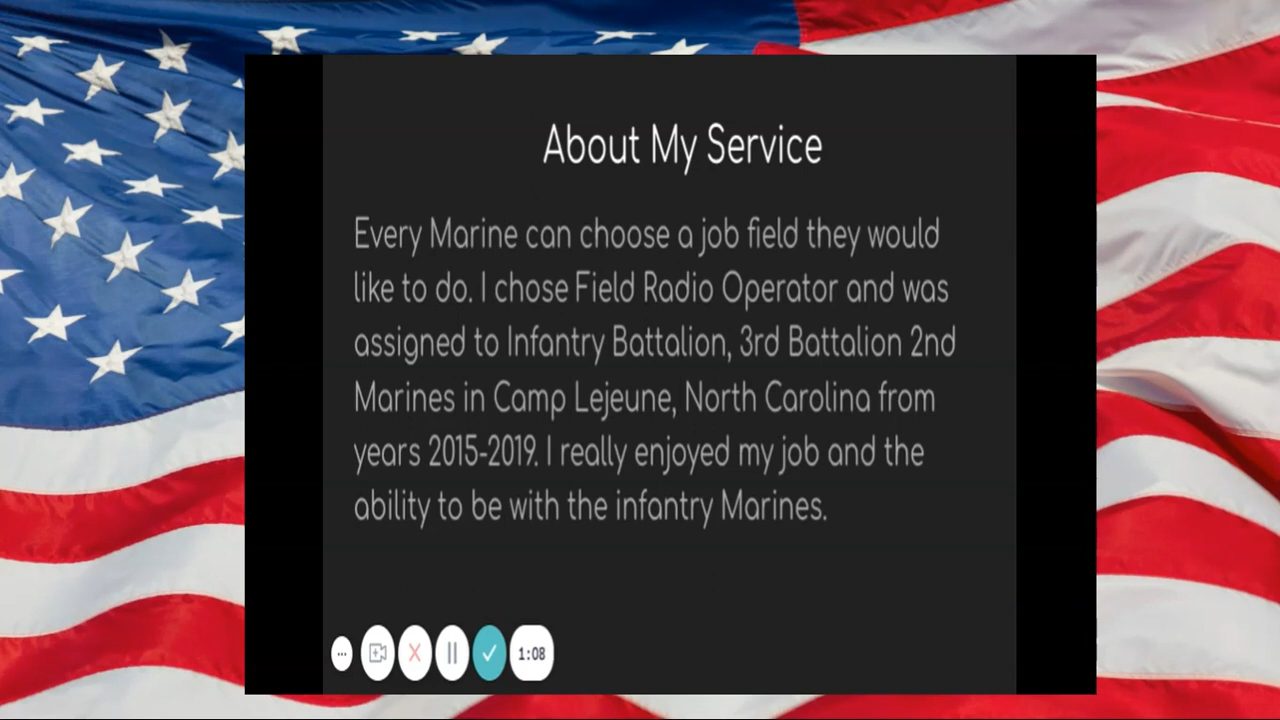 About My Service
Every Marine can choose a job field they would
like to do. I chose Field Radio Operator and was
assigned to Infantry Battalion, 3rd Battalion 2nd
Marines in Camp Lejeune, North Carolina from
years 2015-2019. I really enjoyed my job and the
ability to be with the infantry Marines.
1:08